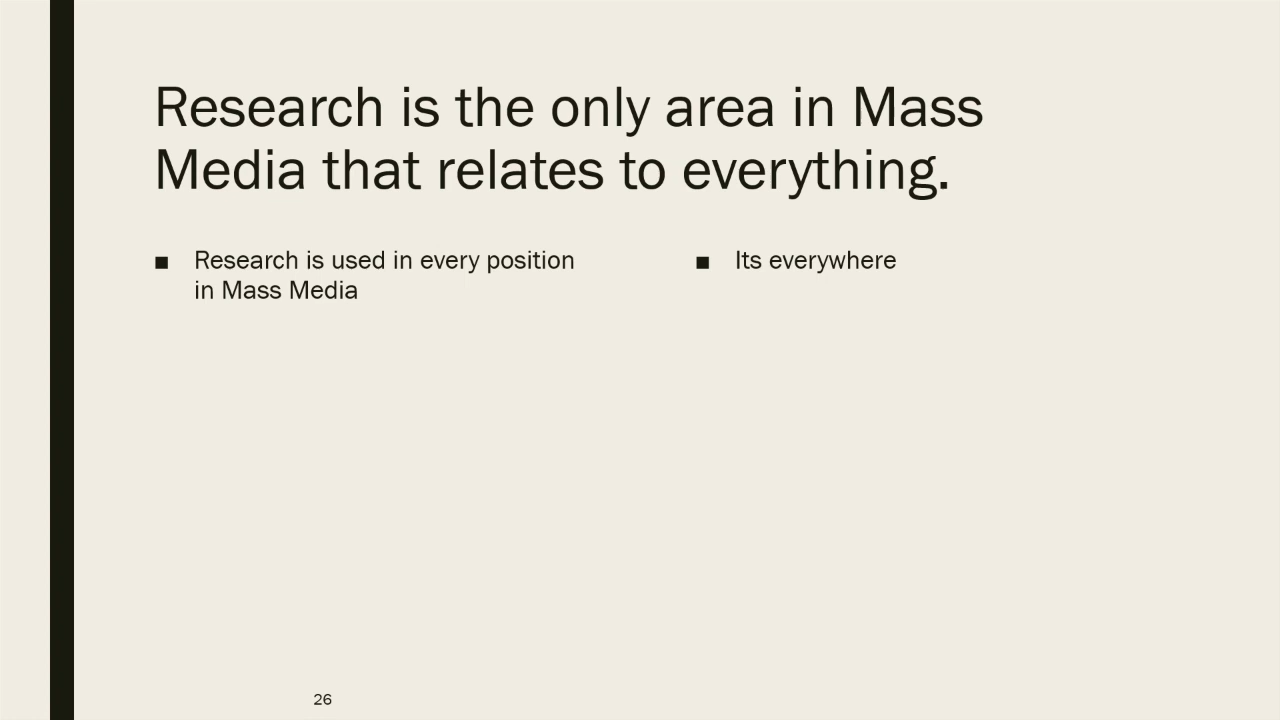 Research is the only area in Mass
Media that relates to everything.
■ Research is used in every position
in Mass Media
■ Its everywhere
26